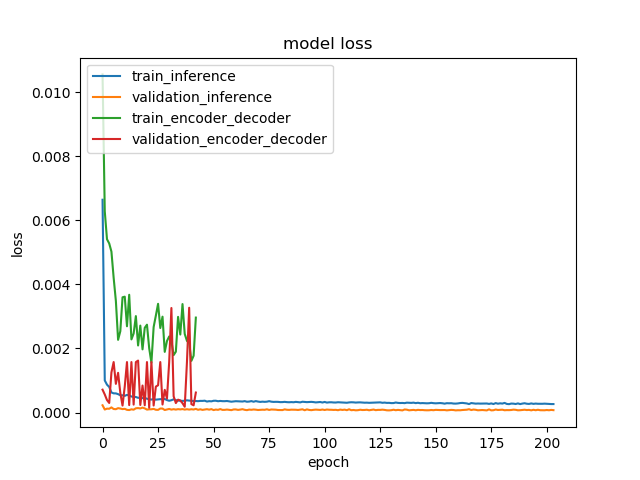 model loss
train_inference
validation_inference
train_encoder_decoder
validation_encoder_decoder
loss
0.010
0.008
0.006
0.004
0.002
0.000
0 25 50 75 100 125 150 175 200
epoch